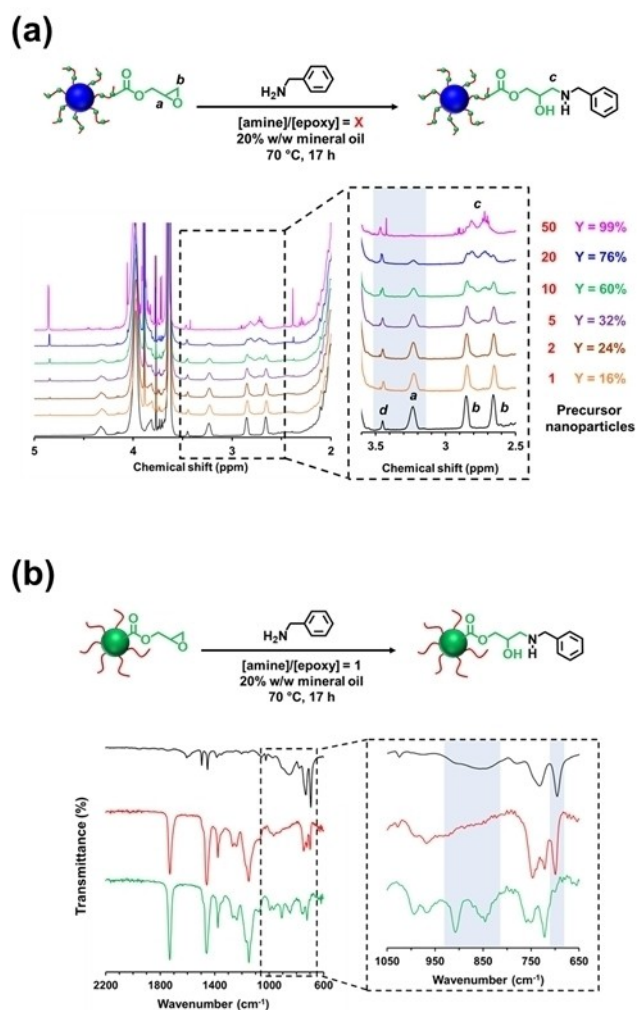 (a)
b
a
O
O
O
H₂N
[amine]/[epoxy] = X
20% w/w mineral oil
70 °C, 17 h
c
O
O
OH
N
H
c
50 Y = 99%
20 Y = 76%
10 Y = 60%
5 Y = 32%
2 Y = 24%
1 Y = 16%
d
a
b
b
Precursor
nanoparticles
5 4 3 2
Chemical shift (ppm)
3.5 3.0 2.5
Chemical shift (ppm)
(b)
O
O
O
H₂N
[amine]/[epoxy] = 1
20% w/w mineral oil
70 °C, 17 h
O
O
OH
N
H
Transmittance (%)
2200 1800 1400 1000 600
Wavenumber (cm⁻¹)
1050 950 850 750 650
Wavenumber (cm⁻¹)